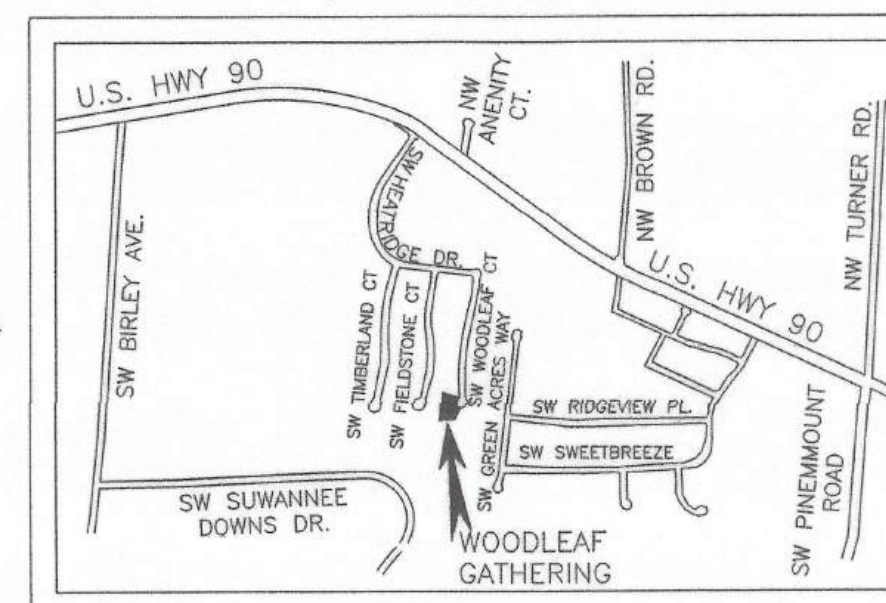 U.S. HWY 90
NW
ANENITY
CT.
NW BROWN RD.
NW TURNER RD.
SW HEATRIDGE DR.
SW BIRLEY AVE.
U.S. HWY 90
SW TIMBERLAND CT
SW FIELDSTONE CT
SW WOODLEAF CT
SW GREEN ACRES WAY
SW RIDGEVIEW PL.
SW SWEETBREEZE
SW PINEMMOUNT
ROAD
SW SUWANNEE
DOWNS DR.
WOODLEAF
GATHERING